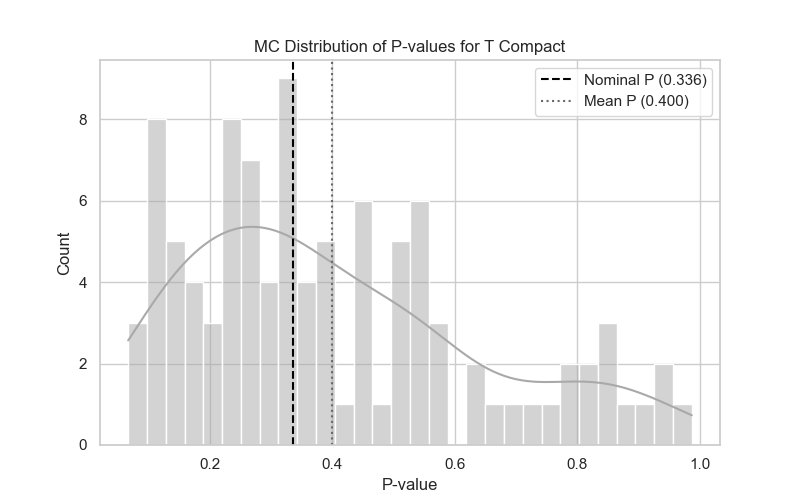 MC Distribution of P-values for T Compact
Nominal P (0.336)
Mean P (0.400)
Count
8
6
4
2
0
0.2 0.4 0.6 0.8 1.0
P-value